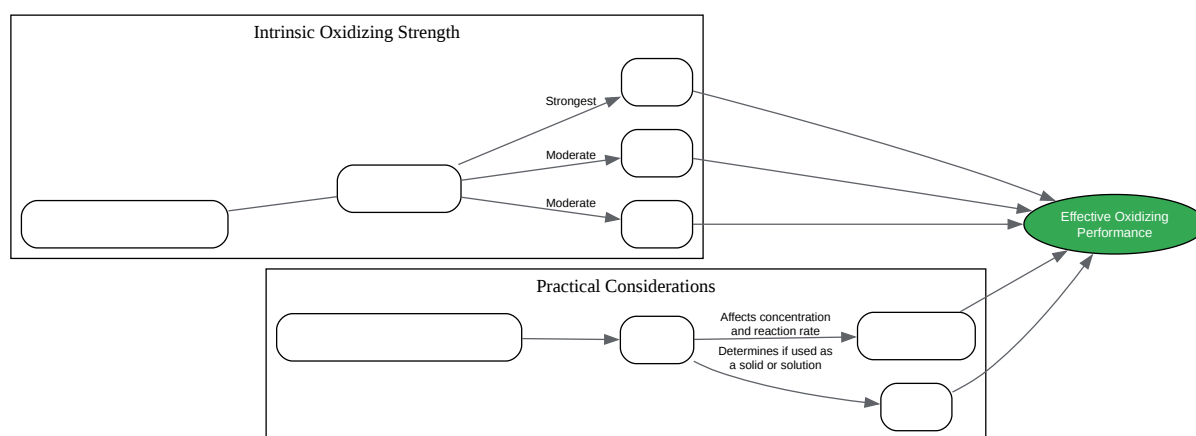 Intrinsic Oxidizing Strength
Strongest
Moderate
Moderate
Effective Oxidizing
Performance
Practical Considerations
Affects concentration
and reaction rate
Determines if used as
a solid or solution